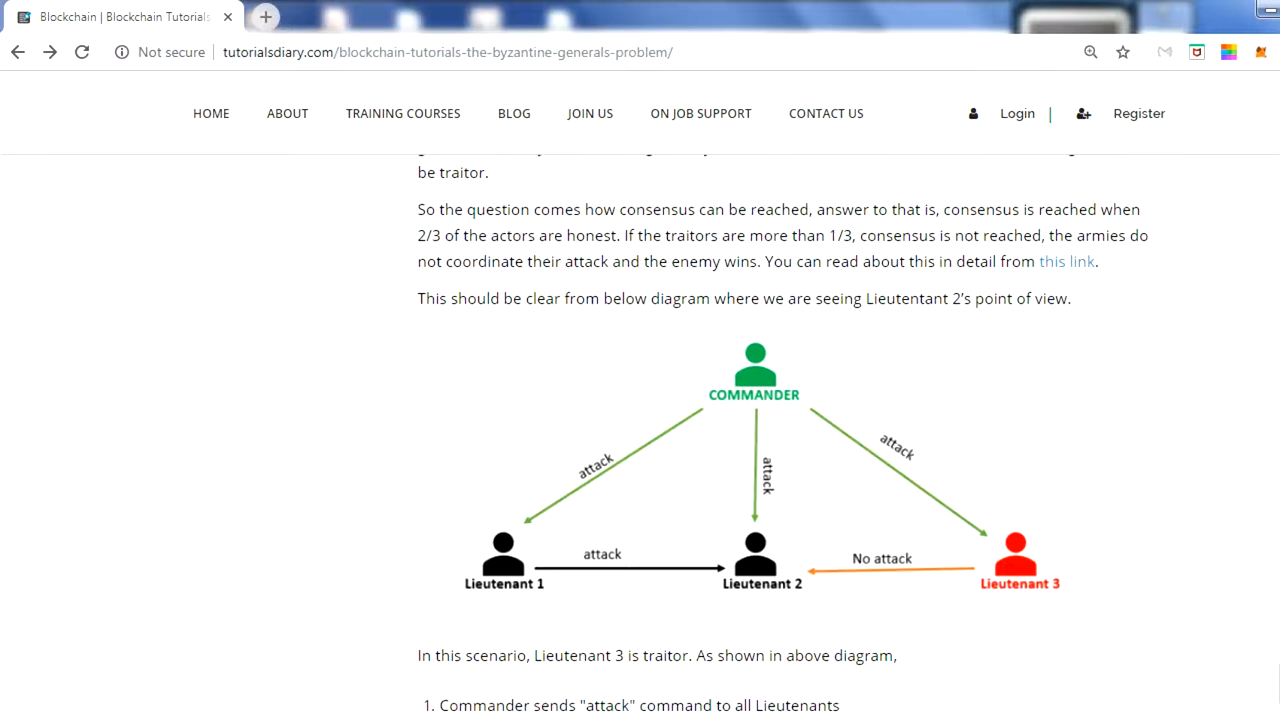 Blockchain | Blockchain Tutorials
Not secure
tutorialsdiary.com/blockchain-tutorials-the-byzantine-generals-problem/
HOME
ABOUT
TRAINING COURSES
BLOG
JOIN US
ON JOB SUPPORT
CONTACT US
Login
|
Register
be traitor.
So the question comes how consensus can be reached, answer to that is, consensus is reached when
2/3 of the actors are honest. If the traitors are more than 1/3, consensus is not reached, the armies do
not coordinate their attack and the enemy wins. You can read about this in detail from this link.
This should be clear from below diagram where we are seeing Lieutentant 2’s point of view.
COMMANDER
attack
attack
attack
attack
No attack
Lieutenant 1
Lieutenant 2
Lieutenant 3
In this scenario, Lieutenant 3 is traitor. As shown in above diagram,
1. Commander sends "attack" command to all Lieutenants